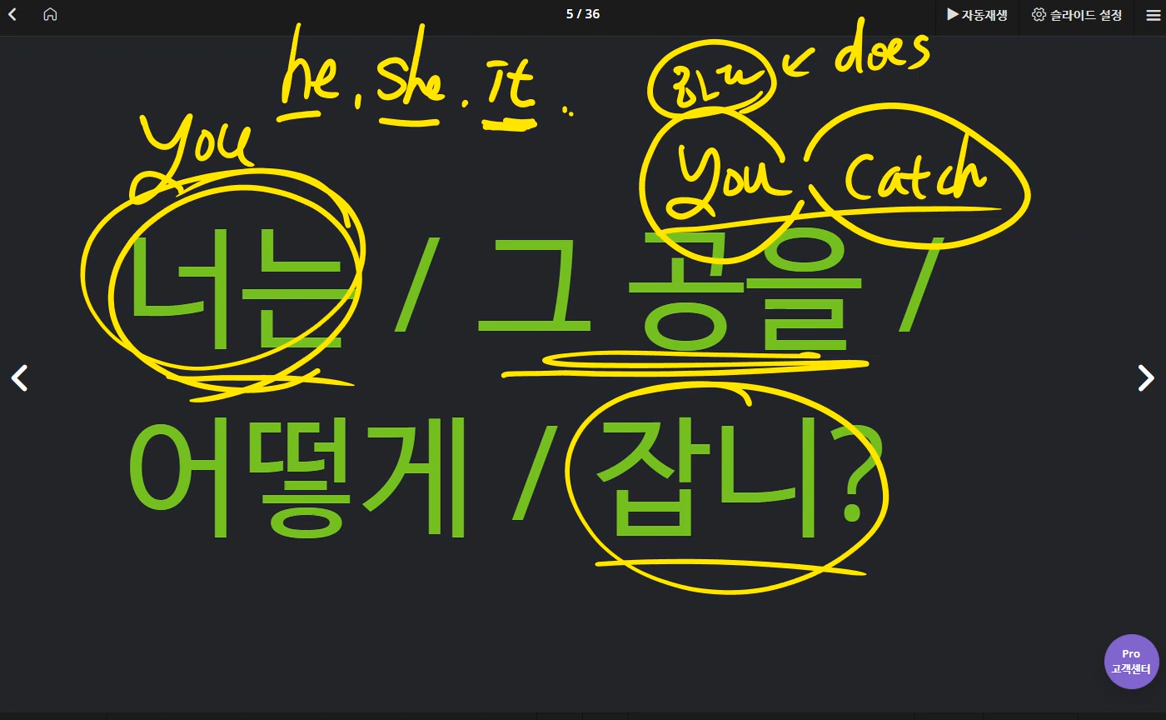 5 / 36
자동재생
슬라이드 설정
he, she, it.
does
You
You Catch
너는 / 그 공을 /
어떻게 / 잡니?
Pro
고객센터